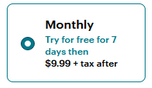 Monthly
Try for free for 7
days then
$9.99 + tax after